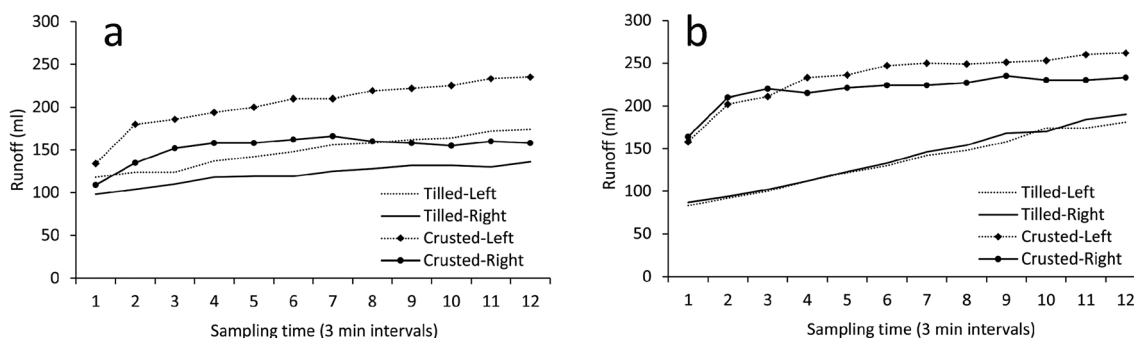 a
300
250
200
150
100
50
0
Runoff (ml)
1 2 3 4 5 6 7 8 9 10 11 12
Sampling time (3 min intervals)
Tilled-Left
Tilled-Right
Crusted-Left
Crusted-Right
b
300
250
200
150
100
50
0
Runoff (ml)
1 2 3 4 5 6 7 8 9 10 11 12
Sampling time (3 min intervals)
Tilled-Left
Tilled-Right
Crusted-Left
Crusted-Right